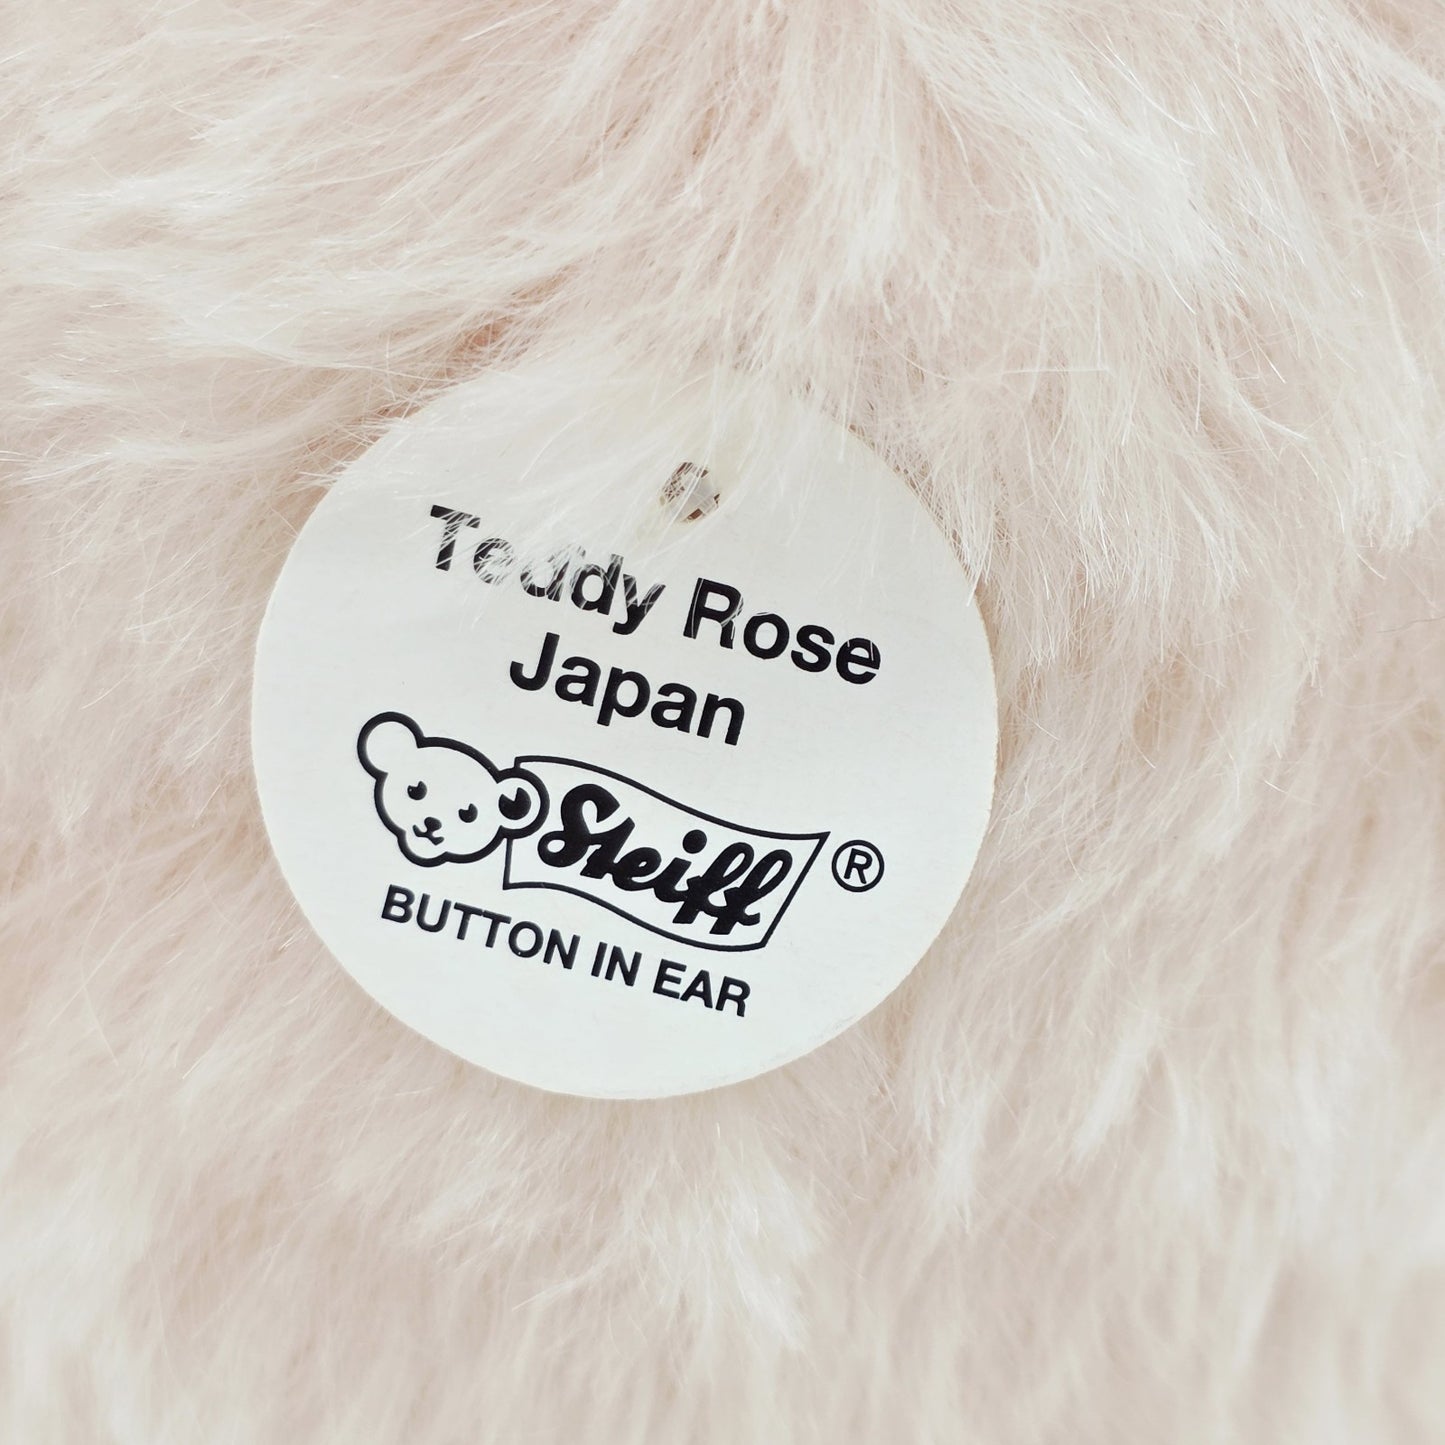 Teddy Rose
Japan
Steiff ®
BUTTON IN EAR